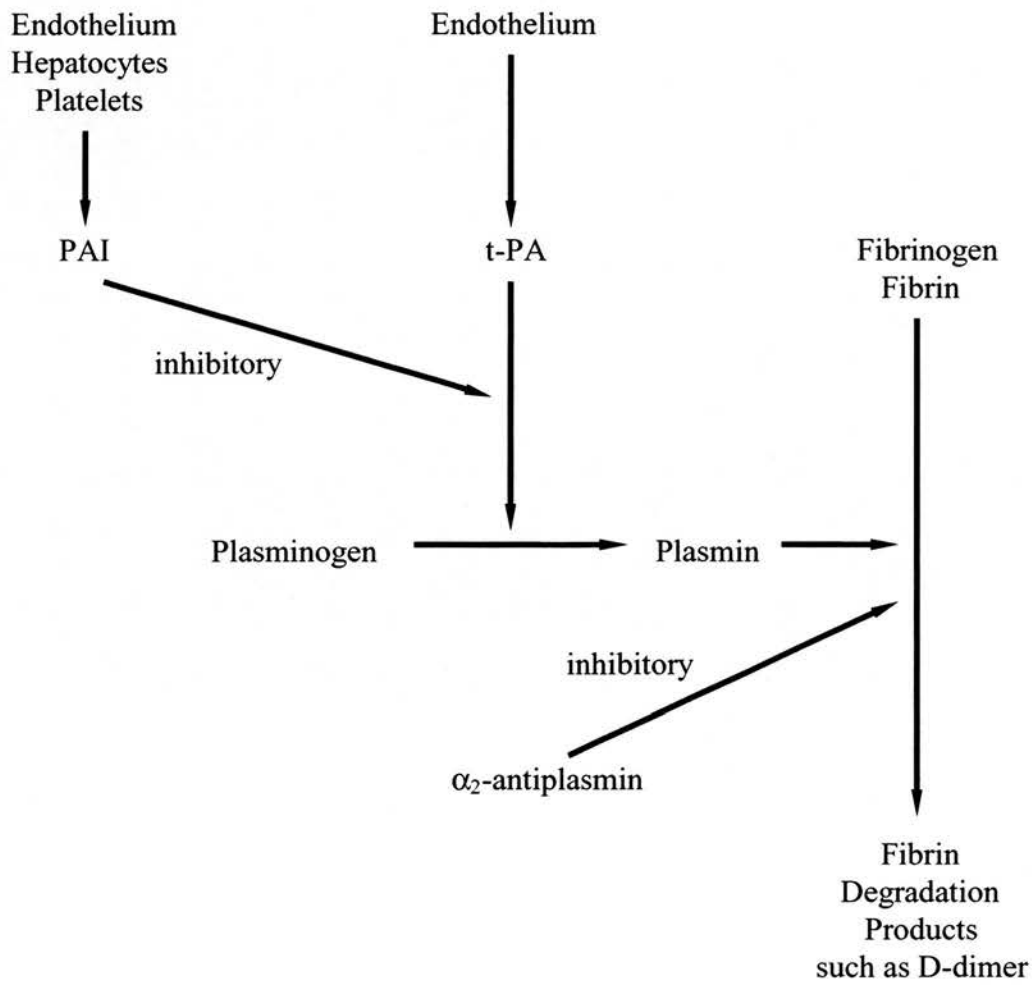 Endothelium
Hepatocytes
Platelets
Endothelium
PAI
t-PA
Fibrinogen
Fibrin
inhibitory
Plasminogen
Plasmin
inhibitory
α₂-antiplasmin
Fibrin
Degradation
Products
such as D-dimer